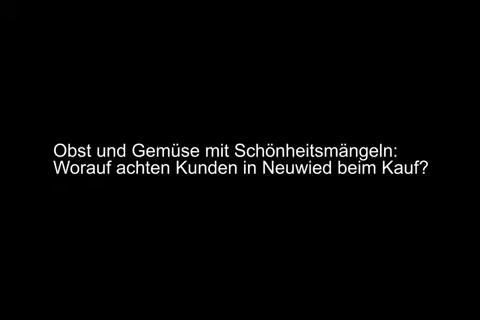 Obst und Gemüse mit Schönheitsmängeln:
Worauf achten Kunden in Neuwied beim Kauf?